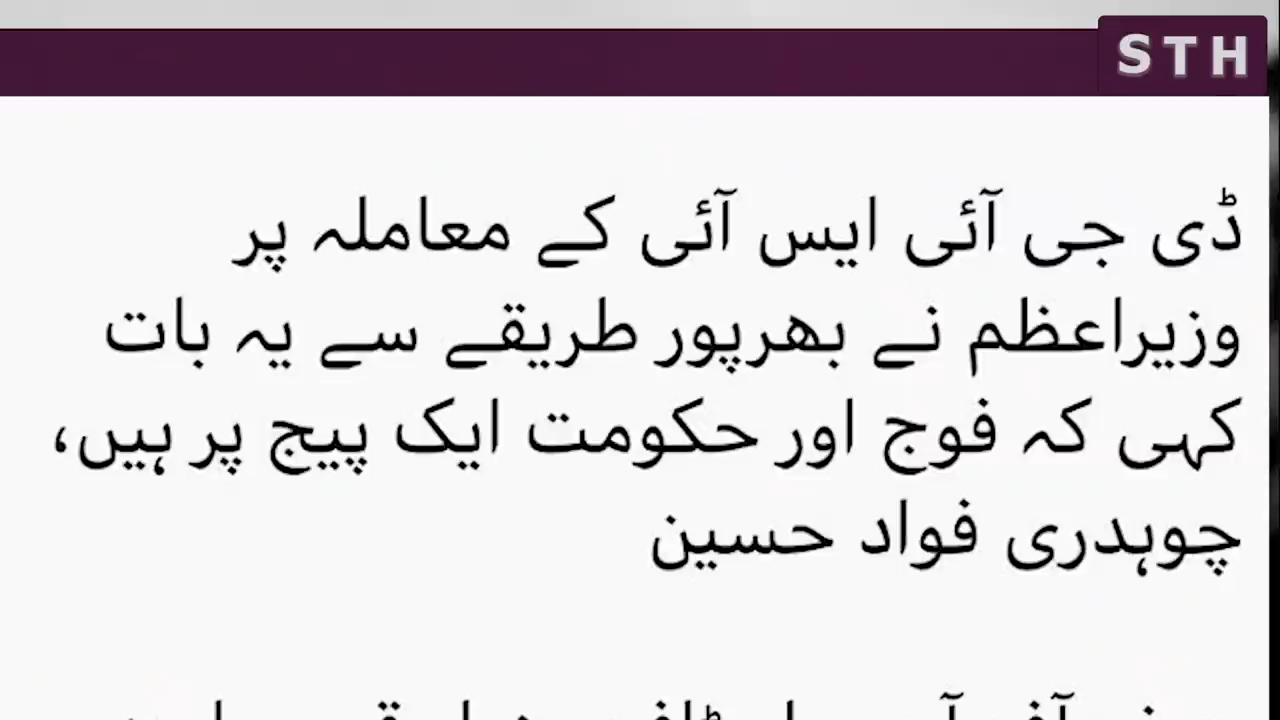 STH
ڈی جی آئی ایس آئی کے معاملہ پر
وزیراعظم نے بھرپور طریقے سے یہ بات
کہی کہ فوج اور حکومت ایک پیج پر ہیں،
چوہدری فواد حسین